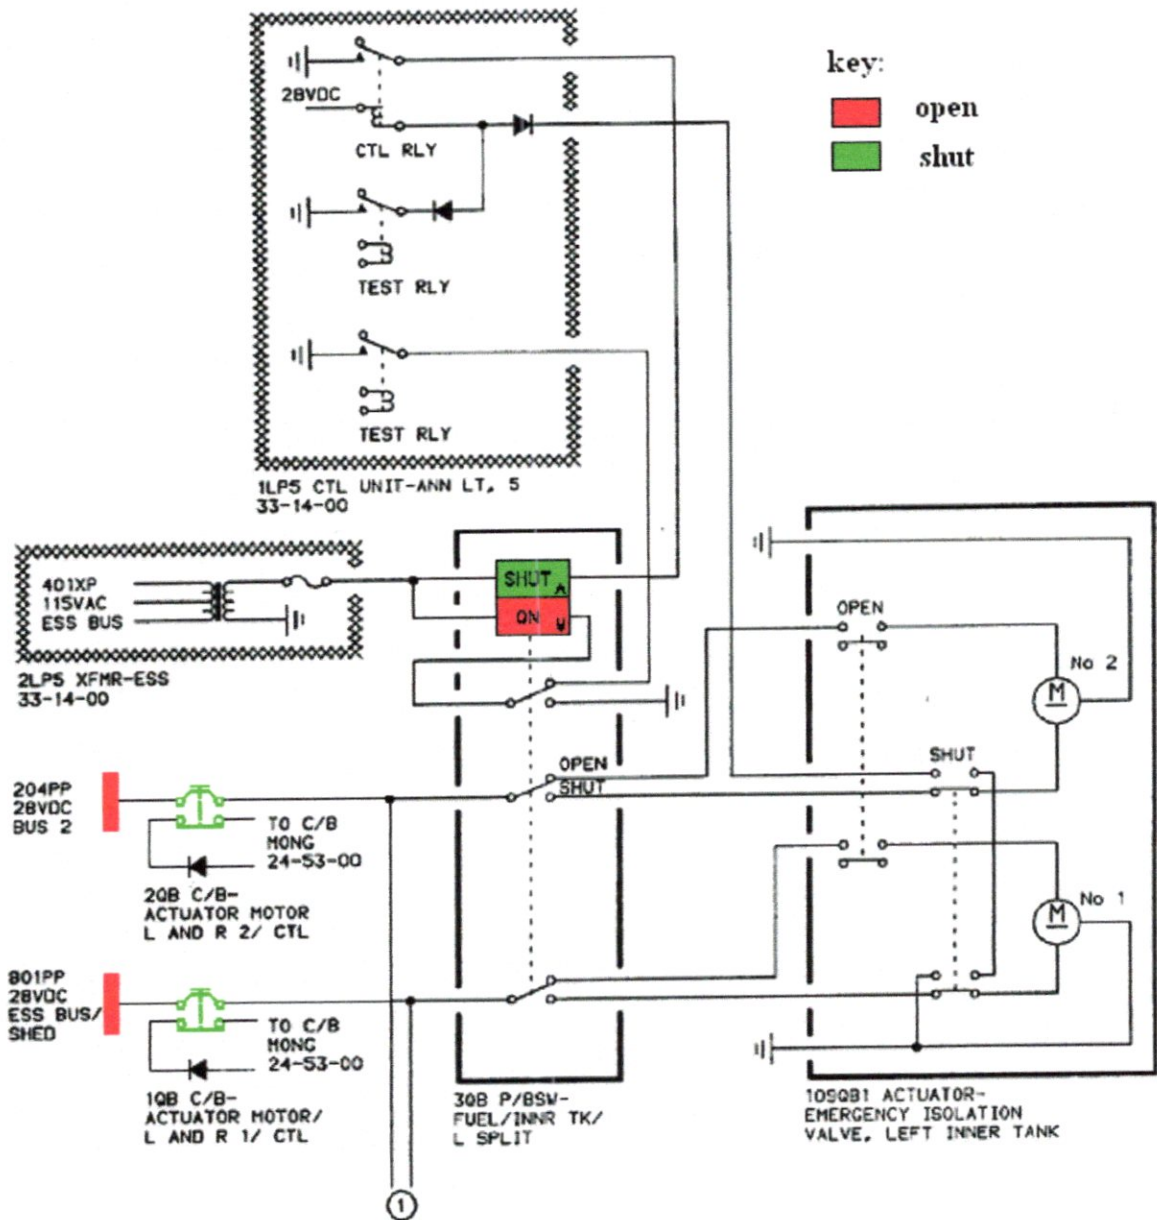 key:
open
shut
28VDC
CTL RLY
TEST RLY
TEST RLY
1LP5 CTL UNIT-ANN LT, 5
33-14-00
401XP
115VAC
ESS BUS
2LP5 XFMR-ESS
33-14-00
SHUT
ON
OPEN
SHUT
OPEN
No 2
M
SHUT
No 1
M
204PP
28VDC
BUS 2
TO C/B
MONG
24-53-00
2QB C/B-
ACTUATOR MOTOR
L AND R 2/ CTL
801PP
28VDC
ESS BUS/
SHED
TO C/B
MONG
24-53-00
1QB C/B-
ACTUATOR MOTOR/
L AND R 1/ CTL
3QB P/BSW-
FUEL/INNR TK/
L SPLIT
109QB1 ACTUATOR-
EMERGENCY ISOLATION
VALVE, LEFT INNER TANK
1